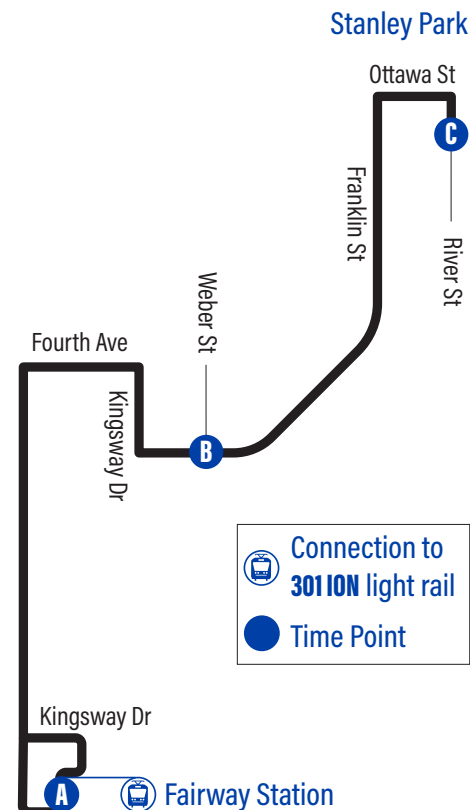 Stanley Park
Ottawa St
C
Franklin St
River St
Weber St
Fourth Ave
Kingsway Dr
B
Connection to
301 ION light rail
Time Point
Kingsway Dr
A
Fairway Station